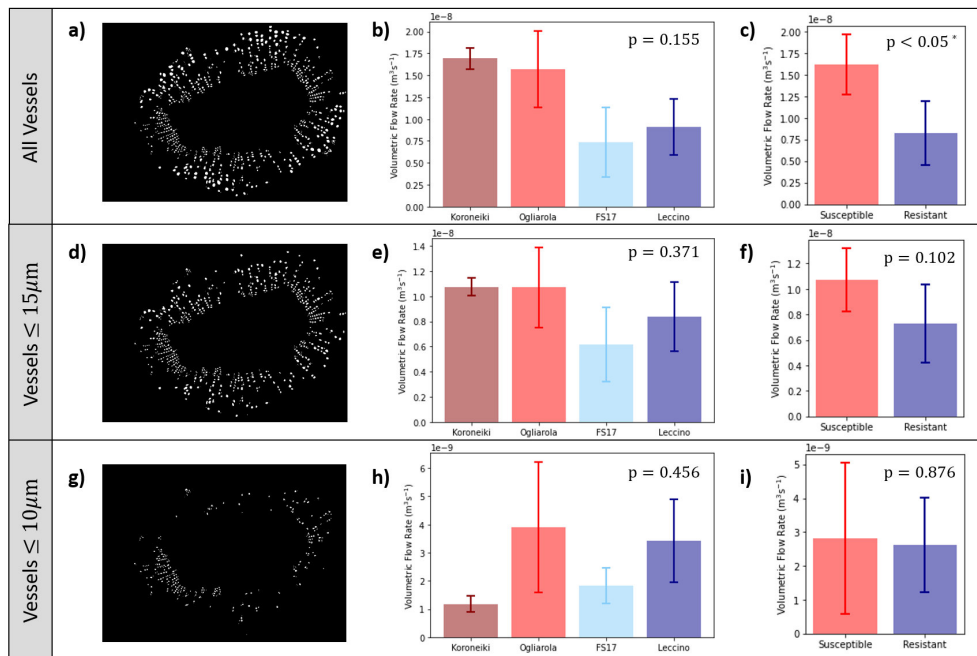 All Vessels
a)
b)
1e−8
p = 0.155
Volumetric Flow Rate (m³s⁻¹)
2.00
1.75
1.50
1.25
1.00
0.75
0.50
0.25
0.00
Koroneiki Ogliarola FS17 Leccino
c)
1e−8
p < 0.05 *
Volumetric Flow Rate (m³s⁻¹)
2.00
1.75
1.50
1.25
1.00
0.75
0.50
0.25
0.00
Susceptible Resistant
Vessels ≤ 15μm
d)
e)
1e−8
p = 0.371
Volumetric Flow Rate (m³s⁻¹)
1.4
1.2
1.0
0.8
0.6
0.4
0.2
0.0
Koroneiki Ogliarola FS17 Leccino
f)
1e−8
p = 0.102
Volumetric Flow Rate (m³s⁻¹)
1.2
1.0
0.8
0.6
0.4
0.2
0.0
Susceptible Resistant
Vessels ≤ 10μm
g)
h)
1e−9
p = 0.456
Volumetric Flow Rate (m³s⁻¹)
6
5
4
3
2
1
0
Koroneiki Ogliarola FS17 Leccino
i)
1e−9
p = 0.876
Volumetric Flow Rate (m³s⁻¹)
5
4
3
2
1
0
Susceptible Resistant